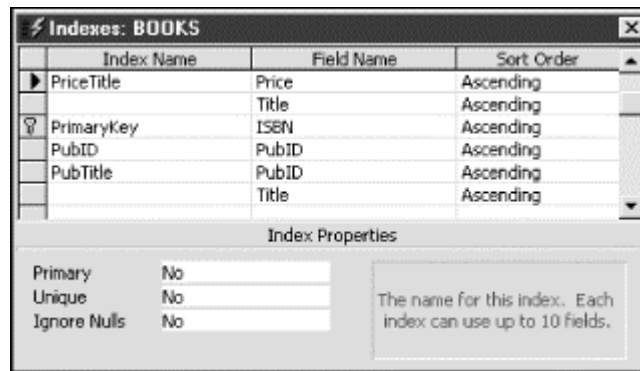 Indexes: BOOKS
Index Name Field Name Sort Order
PriceTitle Price Ascending
Title Ascending
PrimaryKey ISBN Ascending
PubID PubID Ascending
PubTitle PubID Ascending
Title Ascending
Index Properties
Primary No
Unique No
Ignore Nulls No
The name for this index. Each
index can use up to 10 fields.